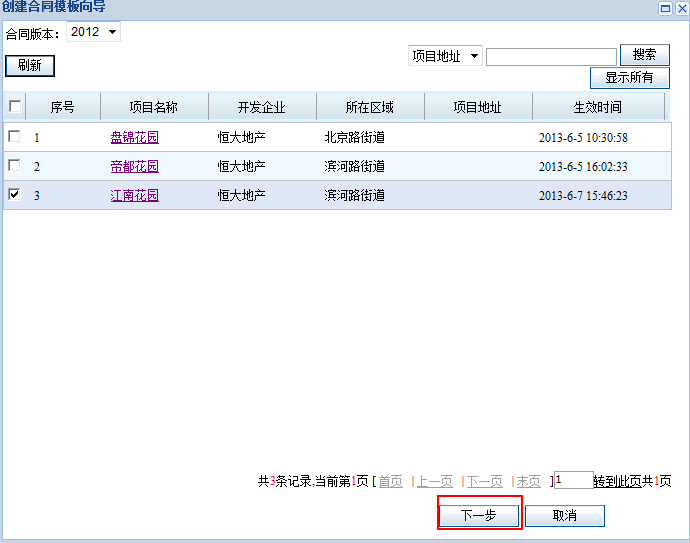 创建合同模板向导
合同版本： 2012
项目地址 搜索
刷新
显示所有
序号 项目名称 开发企业 所在区域 项目地址 生效时间
1 盘锦花园 恒大地产 北京路街道 2013-6-5 10:30:58
2 帝都花园 恒大地产 滨河路街道 2013-6-5 16:02:33
3 江南花园 恒大地产 滨河路街道 2013-6-7 15:46:23
共3条记录,当前第1页 [ 首页 | 上一页 | 下一页 | 末页 ] 1 转到此页共1页
下一步 取消